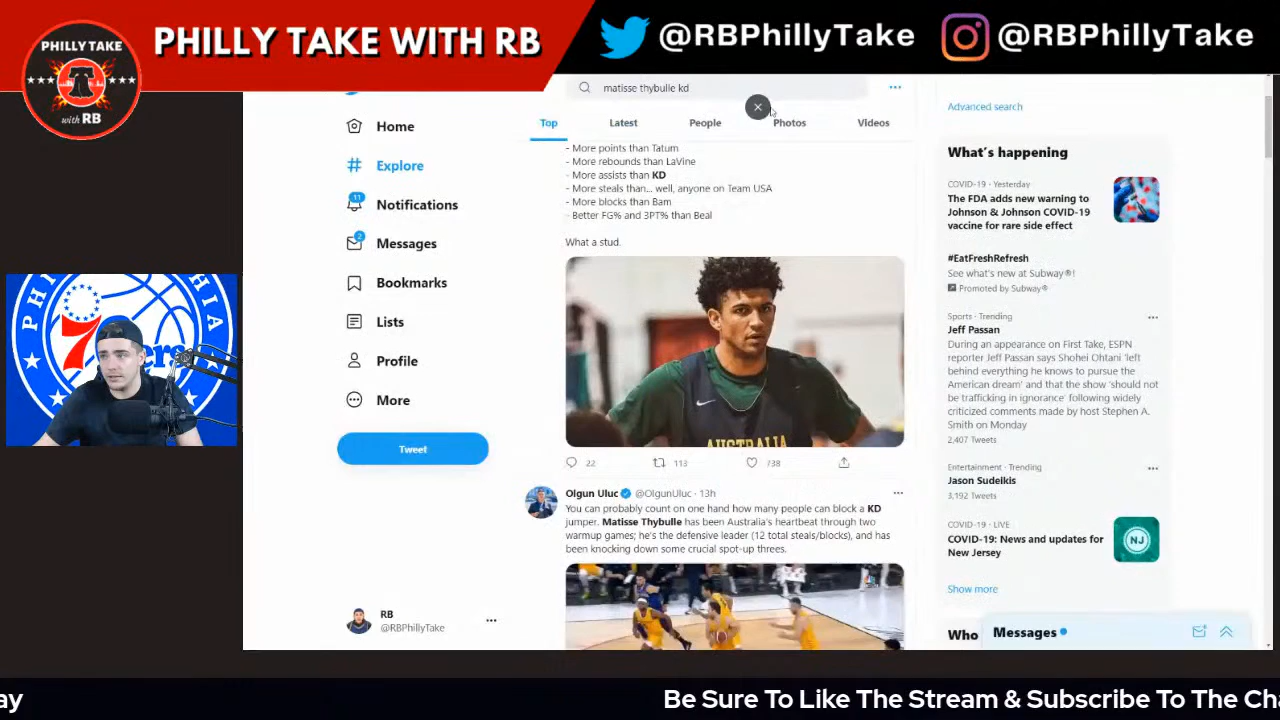 PHILLY TAKE WITH RB
@RBPhillyTake
@RBPhillyTake
PHILLY TAKE
with RB
matisse thybulle kd
Top
Latest
People
Photos
Videos
Home
Explore
11
Notifications
2
Messages
Bookmarks
Lists
Profile
More
Tweet
RB
@RBPhillyTake
- More points than Tatum
- More rebounds than LaVine
- More assists than KD
- More steals than... well, anyone on Team USA
- More blocks than Bam
- Better FG% and 3PT% than Beal
What a stud.
AUSTRALIA
22
113
738
Olgun Uluc @OlgunUluc · 13h
You can probably count on one hand how many people can block a KD
jumper. Matisse Thybulle has been Australia's heartbeat through two
warmup games; he's the defensive leader (12 total steals/blocks), and has
been knocking down some crucial spot-up threes.
Advanced search
What's happening
COVID-19 · Yesterday
The FDA adds new warning to
Johnson & Johnson COVID-19
vaccine for rare side effect
#EatFreshRefresh
See what's new at Subway®!
Promoted by Subway®
Sports · Trending
Jeff Passan
During an appearance on First Take, ESPN
reporter Jeff Passan says Shohei Ohtani 'left
behind everything he knows to pursue the
American dream' and that the show 'should not
be trafficking in ignorance' following widely
criticized comments made by host Stephen A.
Smith on Monday
2,407 Tweets
Entertainment · Trending
Jason Sudeikis
3,192 Tweets
COVID-19 · LIVE
COVID-19: News and updates for
New Jersey
NJ
Show more
Who
Messages
ay
Be Sure To Like The Stream & Subscribe To The Cha